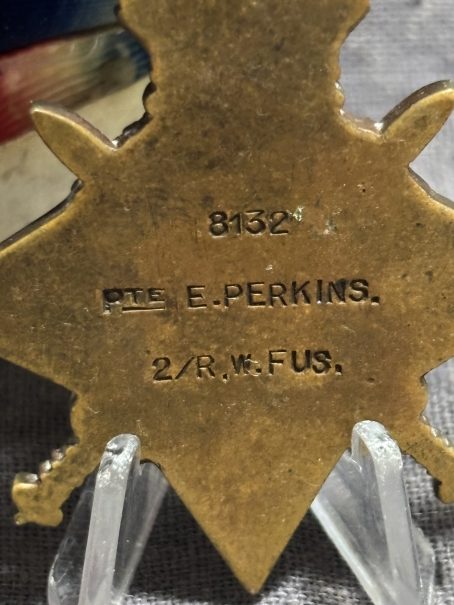 8132
PTE E.PERKINS.
2/R.W.FUS.